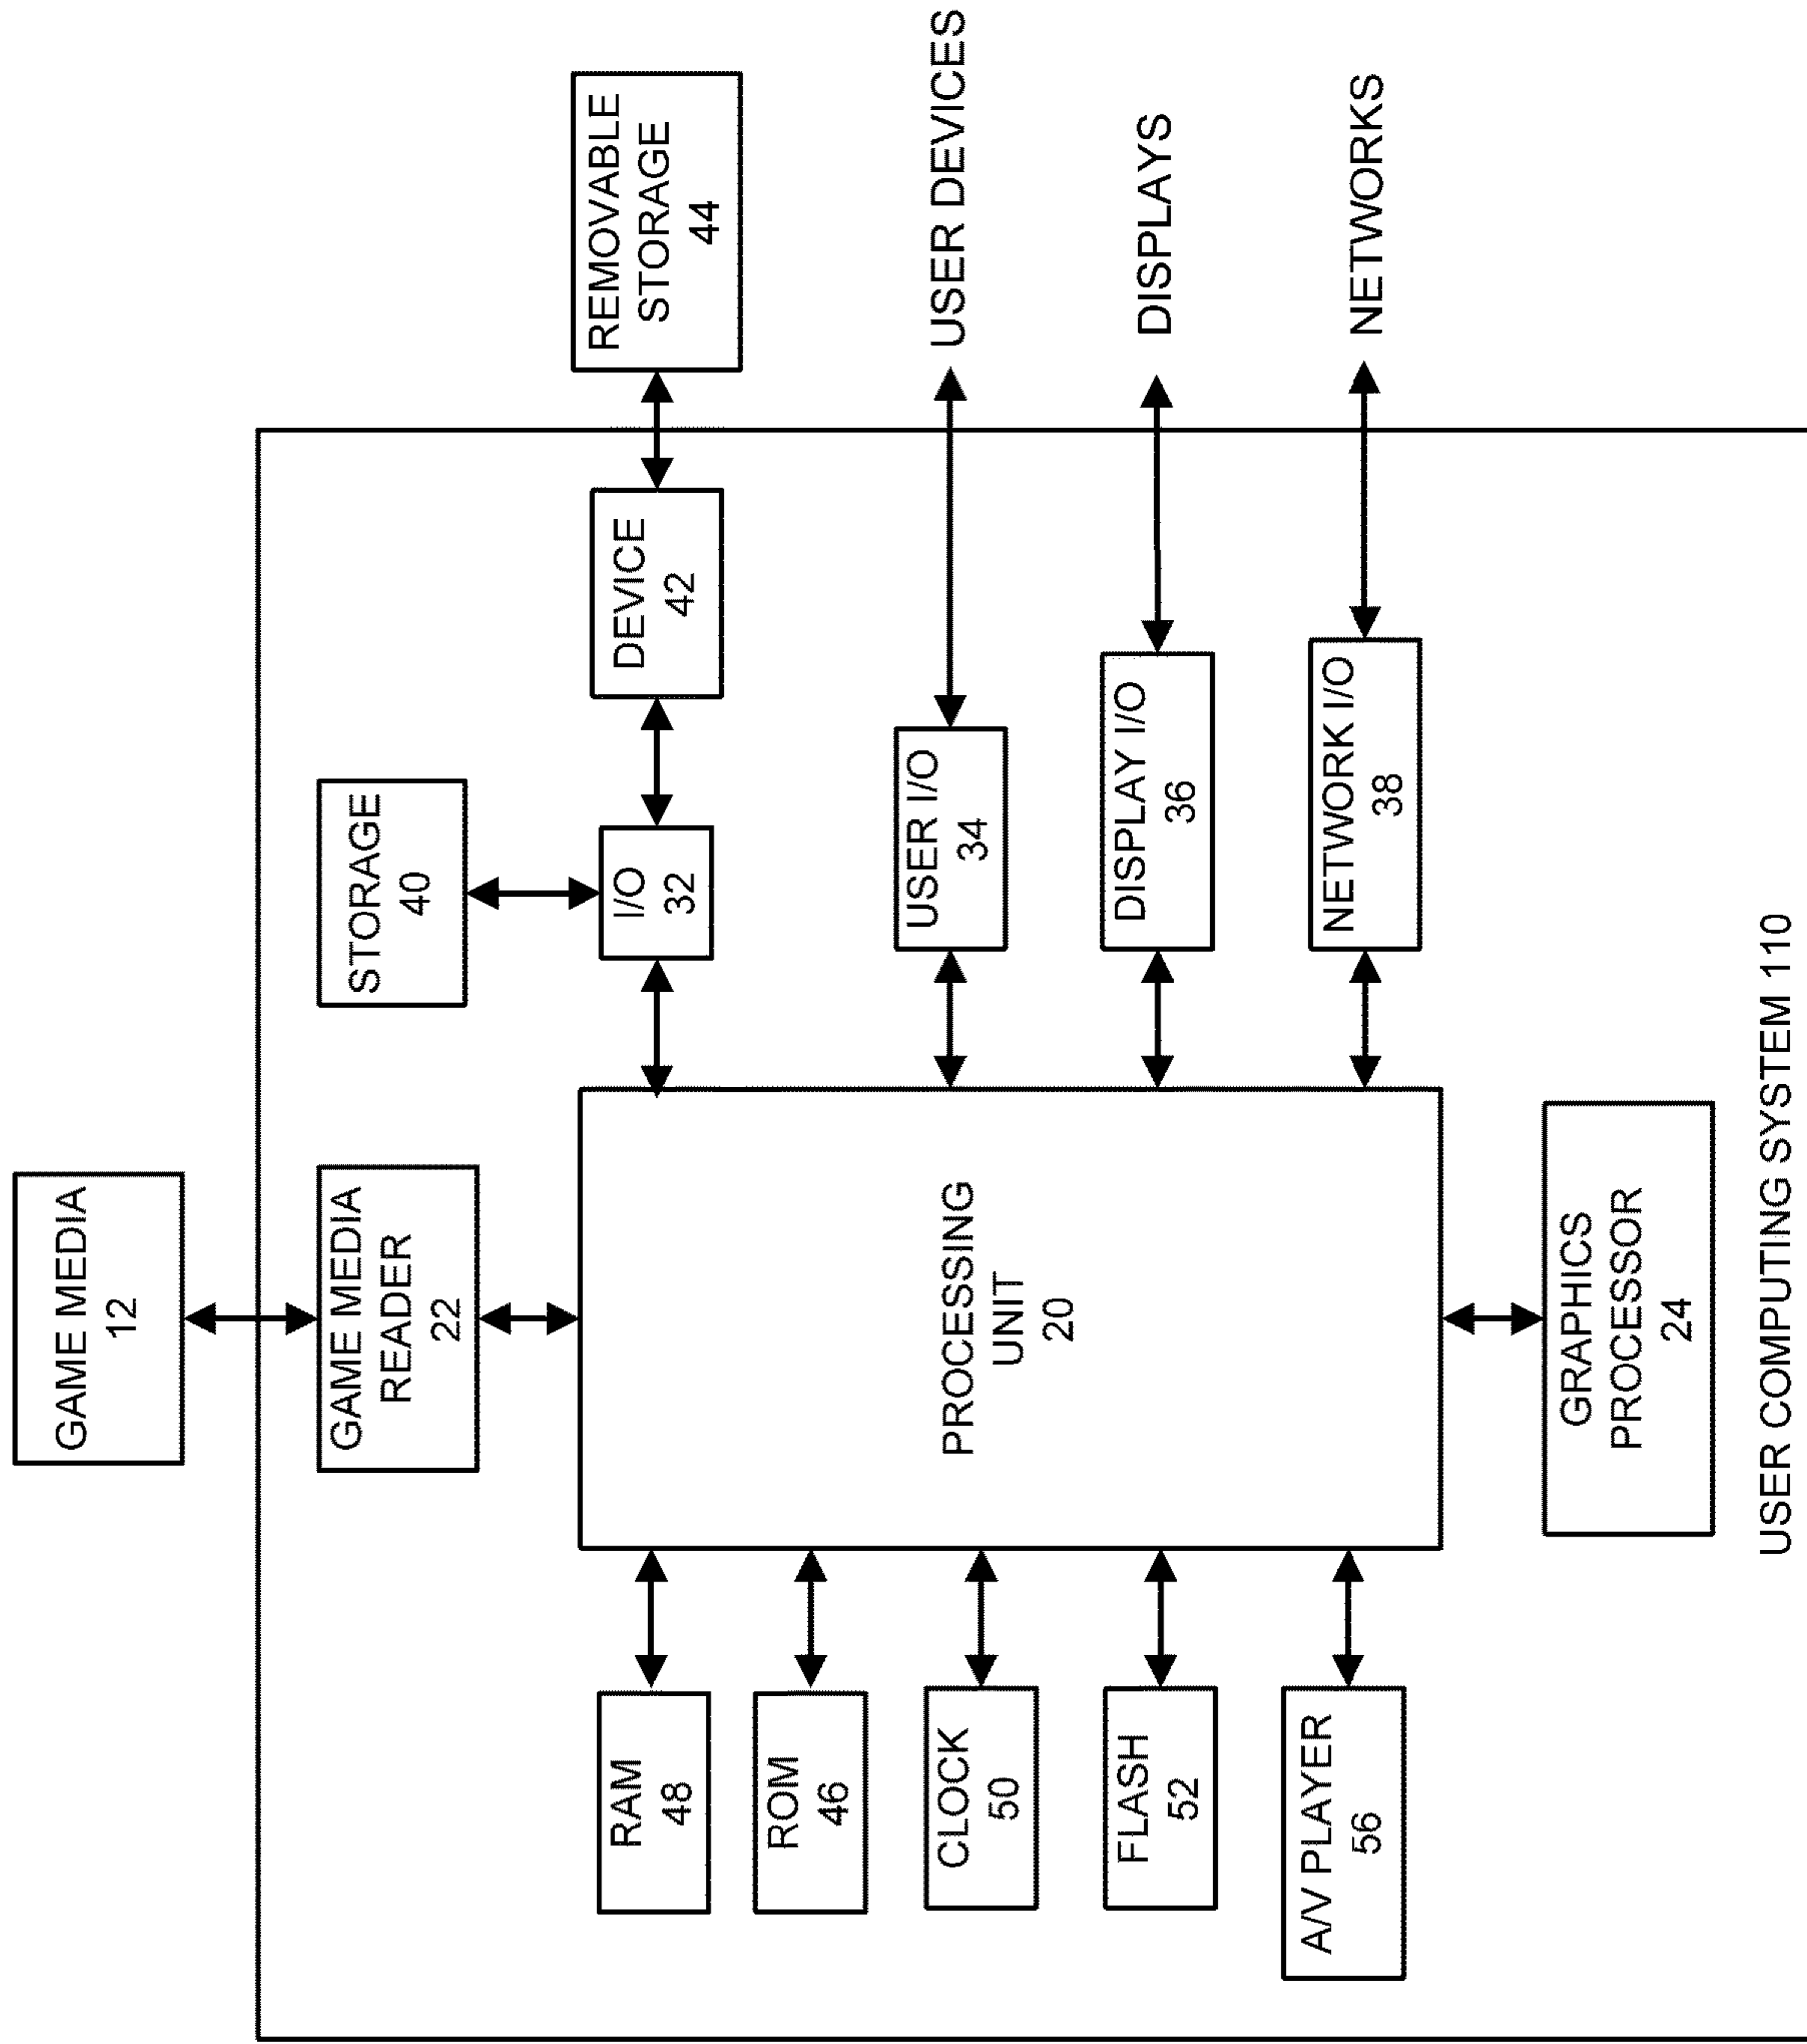 GAME MEDIA
12
GAME MEDIA
READER
22
STORAGE
40
I/O
32
DEVICE
42
REMOVABLE
STORAGE
44
RAM
48
ROM
46
CLOCK
50
FLASH
52
A/V PLAYER
56
PROCESSING
UNIT
20
USER I/O
34
USER DEVICES
DISPLAY I/O
36
DISPLAYS
NETWORK I/O
38
NETWORKS
GRAPHICS
PROCESSOR
24
USER COMPUTING SYSTEM 110